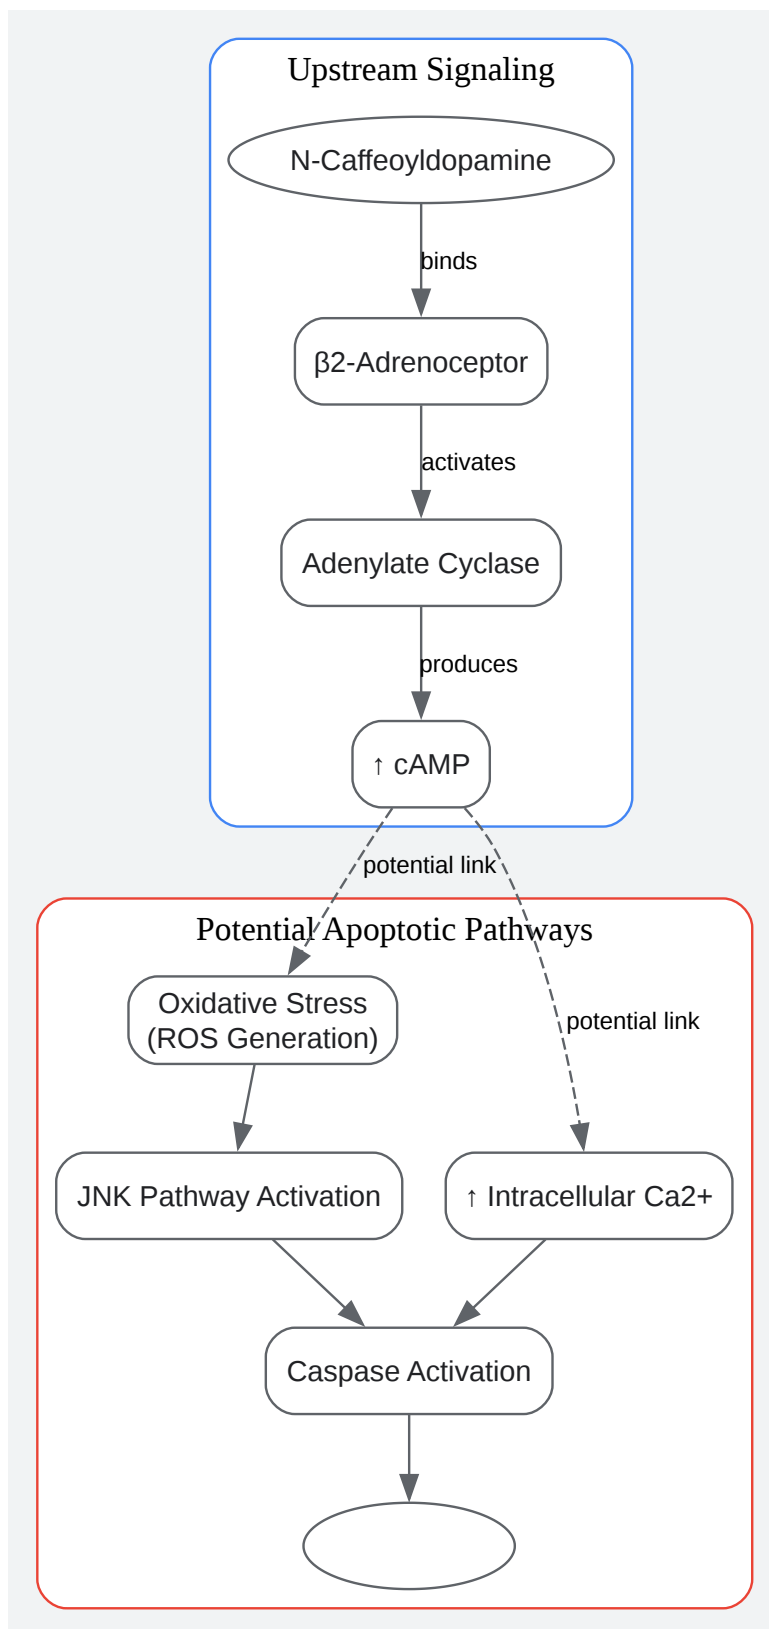 Upstream Signaling
N-Caffeoyldopamine
binds
β2-Adrenoceptor
activates
Adenylate Cyclase
produces
↑ cAMP
potential link
Potential Apoptotic Pathways
Oxidative Stress
(ROS Generation)
potential link
JNK Pathway Activation
↑ Intracellular Ca2+
Caspase Activation